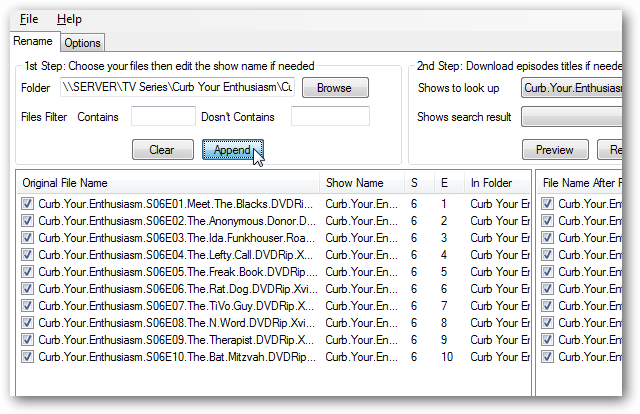 File Help
Rename Options
1st Step: Choose your files then edit the show name if needed
2nd Step: Download episodes titles if neede
Folder \\SERVER\TV Series\Curb Your Enthusiasm\Cu Browse
Shows to look up Curb.Your.Enthusiasm
Files Filter Contains Dosn't Contains
Shows search result
Clear Append Preview Re
Original File Name Show Name S E In Folder File Name After
Curb.Your.Enthusiasm.S06E01.Meet.The.Blacks.DVDRi... Curb.Your.En... 6 1 Curb Your Er Curb.Your.En
Curb.Your.Enthusiasm.S06E02.The.Anonymous.Donor.D... Curb.Your.En... 6 2 Curb Your Er Curb.Your.En
Curb.Your.Enthusiasm.S06E03.The.Ida.Funkhouser.Roa... Curb.Your.En... 6 3 Curb Your Er Curb.Your.En
Curb.Your.Enthusiasm.S06E04.The.Lefty.Call.DVDRip.X... Curb.Your.En... 6 4 Curb Your Er Curb.Your.En
Curb.Your.Enthusiasm.S06E05.The.Freak.Book.DVDRip.... Curb.Your.En... 6 5 Curb Your Er Curb.Your.En
Curb.Your.Enthusiasm.S06E06.The.Rat.Dog.DVDRip.Xvi... Curb.Your.En... 6 6 Curb Your Er Curb.Your.En
Curb.Your.Enthusiasm.S06E07.The.TiVo.Guy.DVDRip.X... Curb.Your.En... 6 7 Curb Your Er Curb.Your.En
Curb.Your.Enthusiasm.S06E08.The.N.Word.DVDRip.Xvi... Curb.Your.En... 6 8 Curb Your Er Curb.Your.En
Curb.Your.Enthusiasm.S06E09.The.Therapist.DVDRip.X... Curb.Your.En... 6 9 Curb Your Er Curb.Your.En
Curb.Your.Enthusiasm.S06E10.The.Bat.Mitzvah.DVDRip... Curb.Your.En... 6 10 Curb Your Er Curb.Your.En